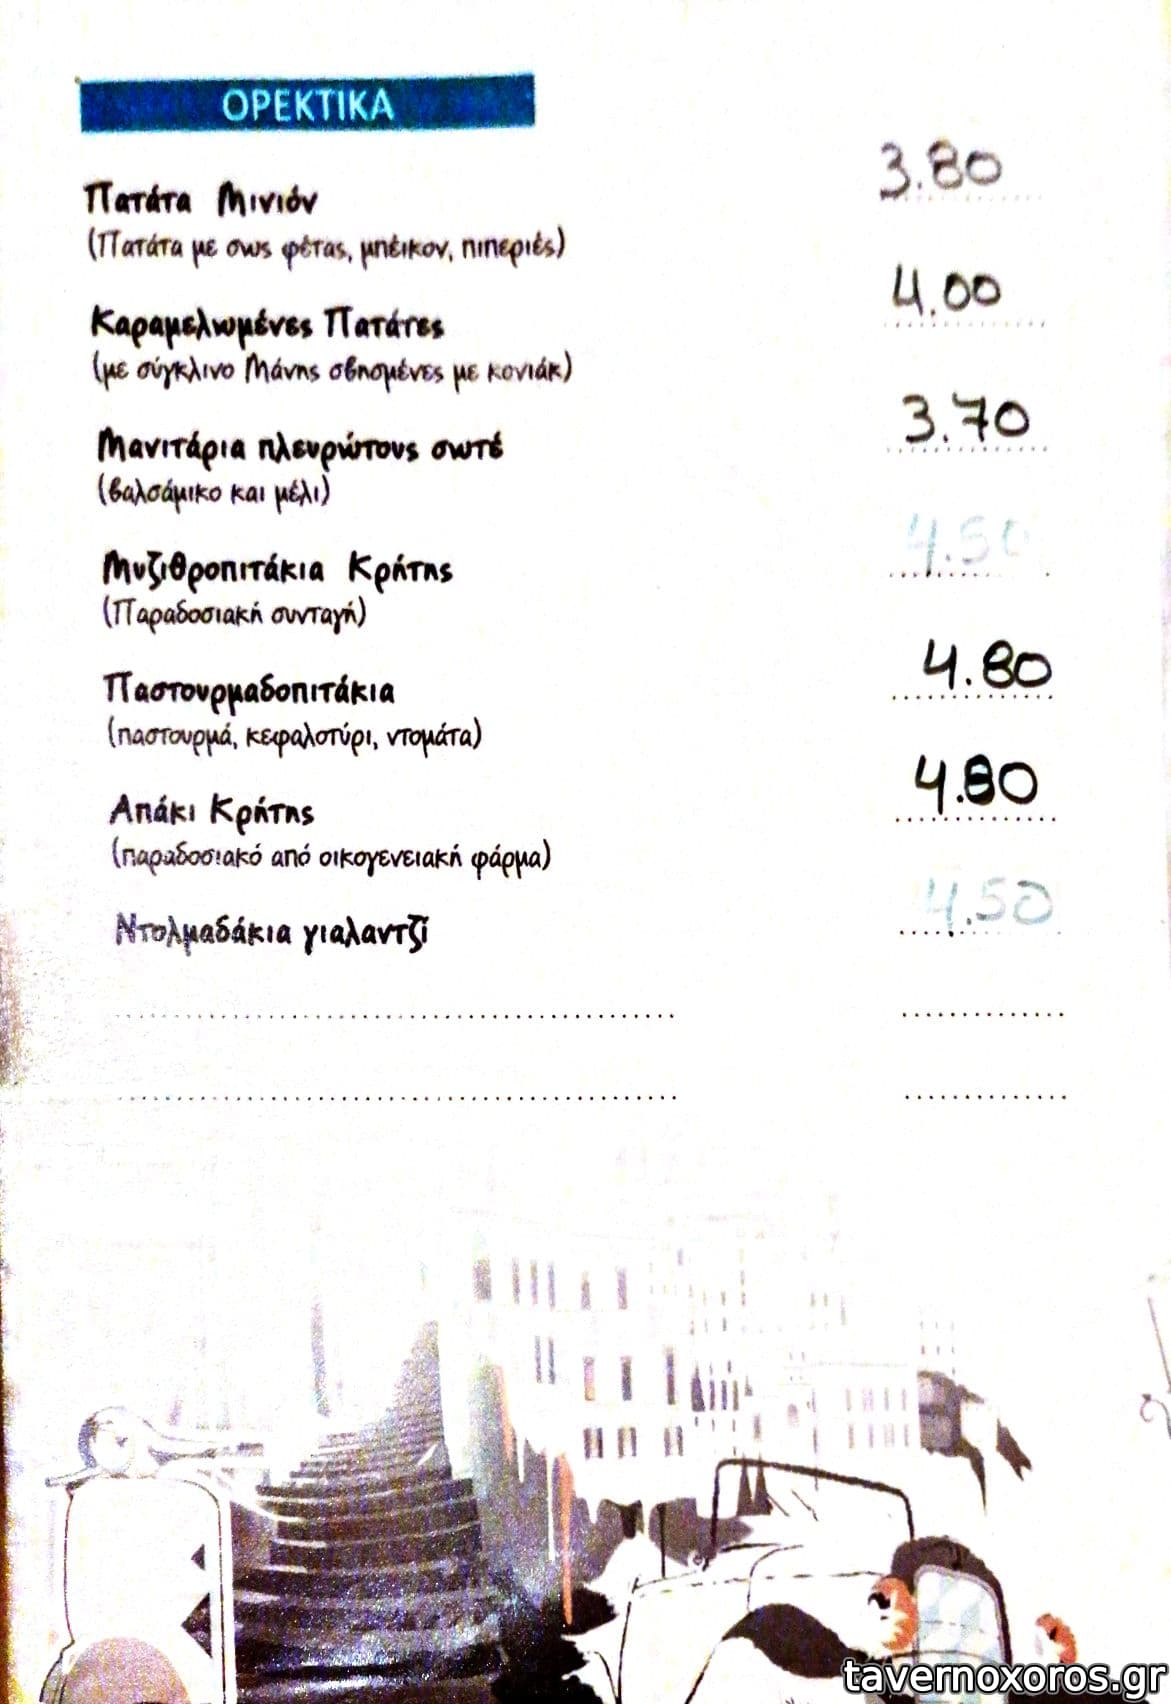 ΟΡΕΚΤΙΚΑ
Πατάτα Μινιόν 3.80
(Πατάτα με σως φέτας, μπέικον, πιπεριές)
Καραμελωμένες Πατάτες 4.00
(με σύγκλινο Μάνης σβησμένες με κονιάκ)
Μανιτάρια πλευρώτους σωτέ 3.70
(βαλσάμικο και μέλι)
Μυζιθροπιτάκια Κρήτης 4.50
(Παραδοσιακή συνταγή)
Παστουρμαδοπιτάκια 4.80
(παστουρμά, κεφαλοτύρι, ντομάτα)
Απάκι Κρήτης 4.80
(παραδοσιακό από οικογενειακή φάρμα)
Ντολμαδάκια γιαλαντζί 4.50
tavernoxoros.gr